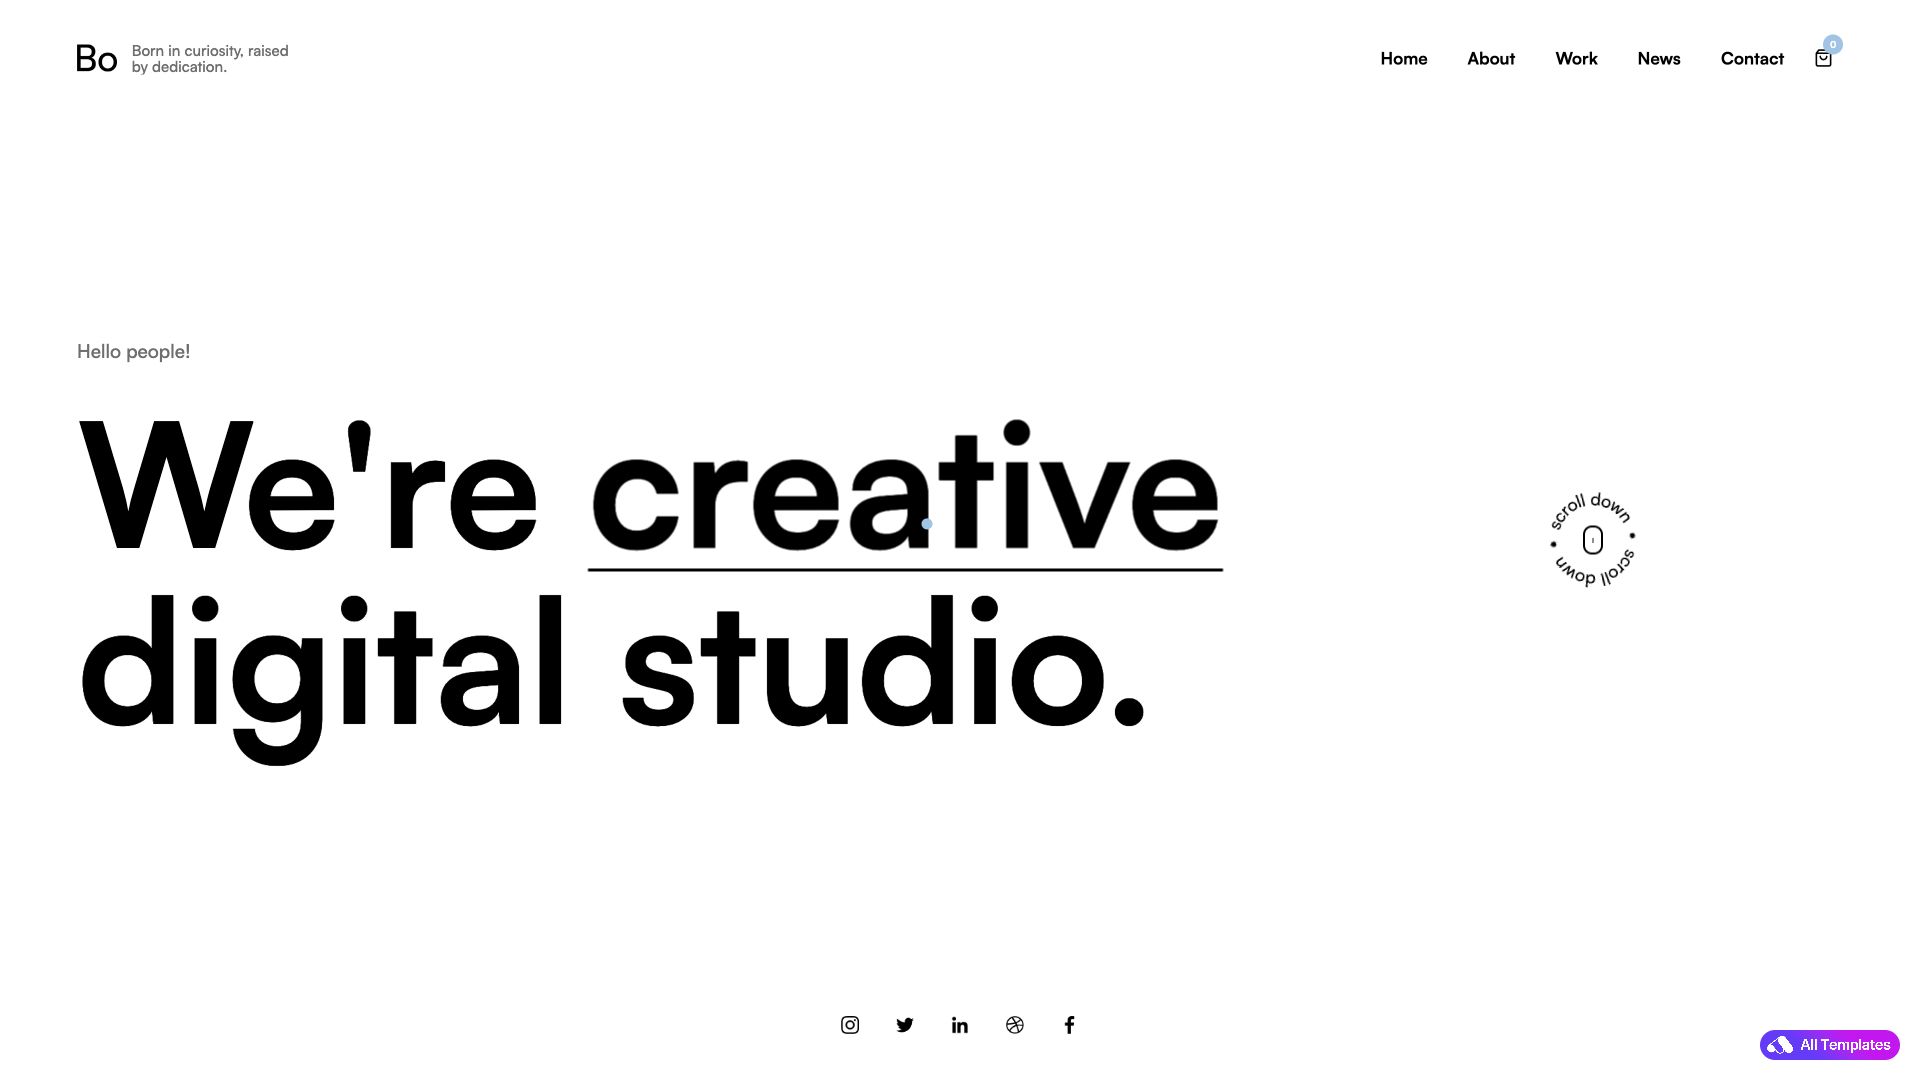 Bo
Born in curiosity, raised
by dedication.
Home
About
Work
News
Contact
0
Hello people!
We're creative
digital studio.
scroll down
scroll down
All Templates